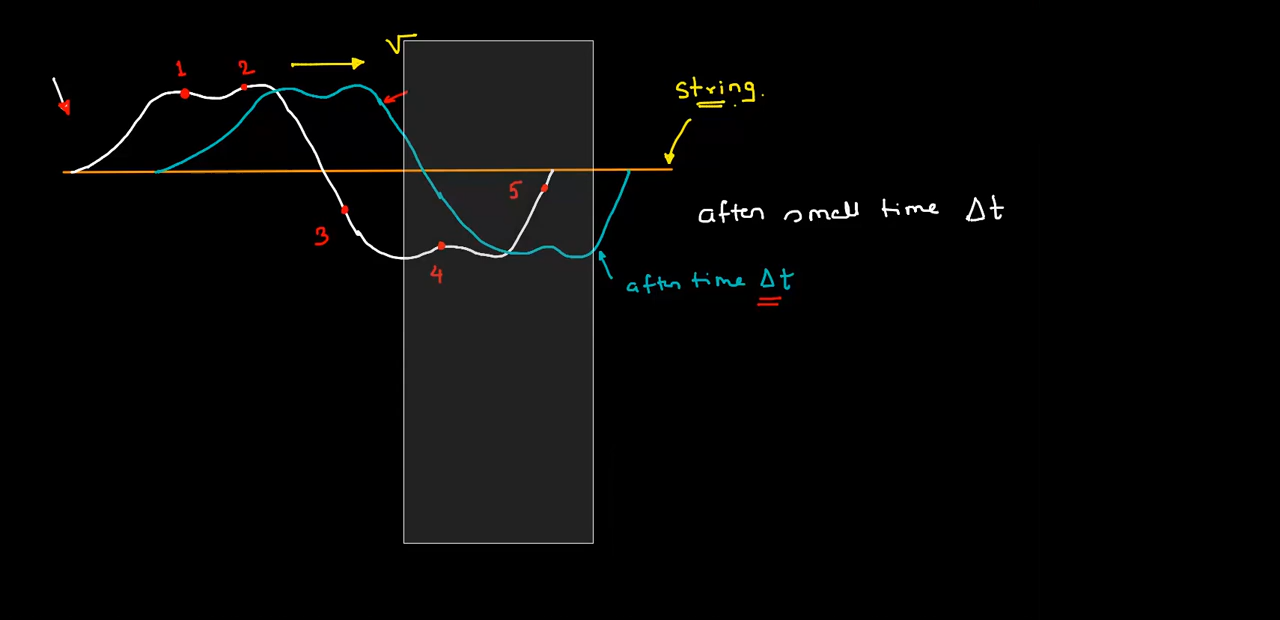 1
2
V
string.
3
4
5
after small time Δt
after time Δt